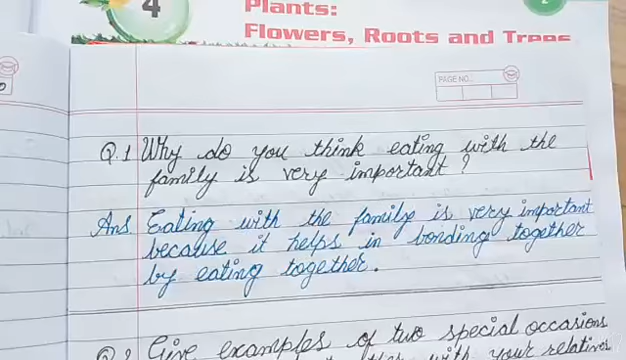 4
Plants:
Flowers, Roots and Trees
PAGE NO.:
Q.1 Why do you think eating with the
family is very important?
Ans. Eating with the family is very important
because it helps in bonding together
by eating together.
Q.2 Give examples of two special occasions
with your relatives